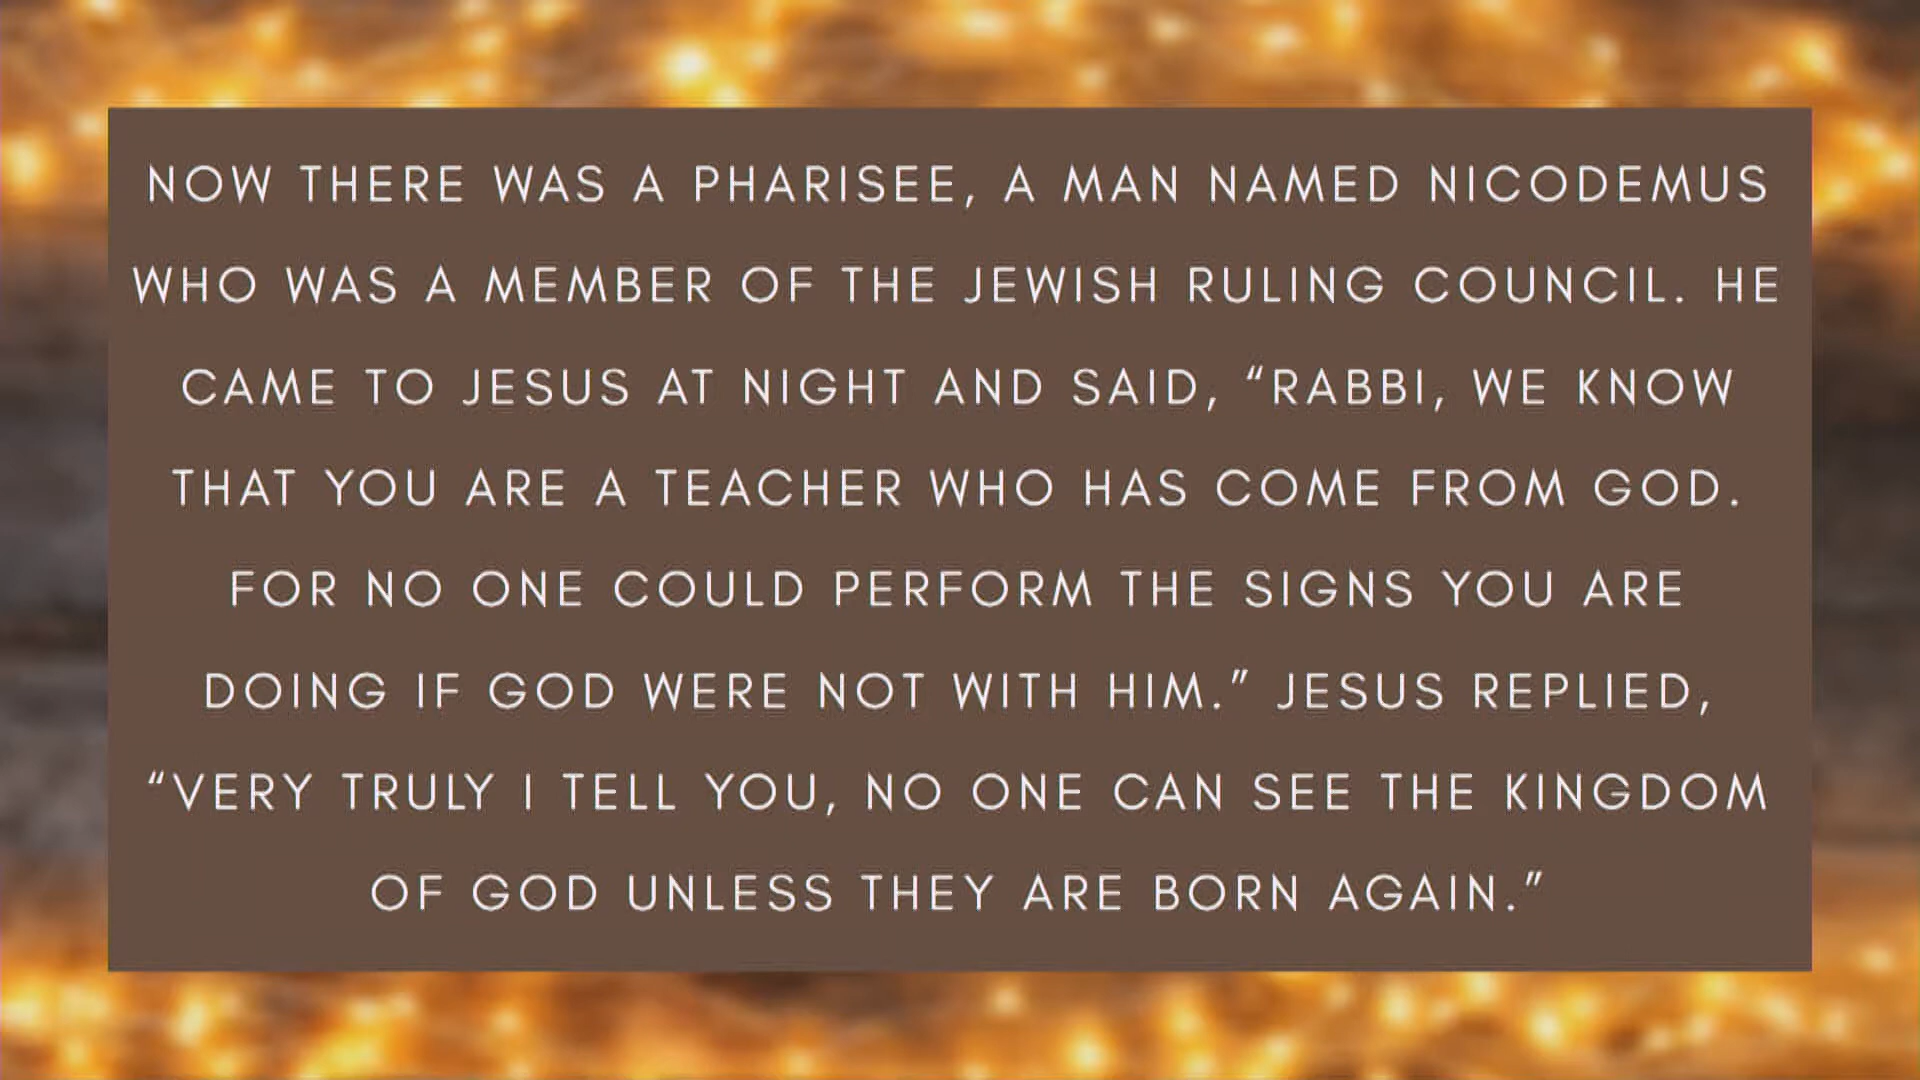 NOW THERE WAS A PHARISEE, A MAN NAMED NICODEMUS
WHO WAS A MEMBER OF THE JEWISH RULING COUNCIL. HE
CAME TO JESUS AT NIGHT AND SAID, “RABBI, WE KNOW
THAT YOU ARE A TEACHER WHO HAS COME FROM GOD.
FOR NO ONE COULD PERFORM THE SIGNS YOU ARE
DOING IF GOD WERE NOT WITH HIM.” JESUS REPLIED,
“VERY TRULY I TELL YOU, NO ONE CAN SEE THE KINGDOM
OF GOD UNLESS THEY ARE BORN AGAIN.”